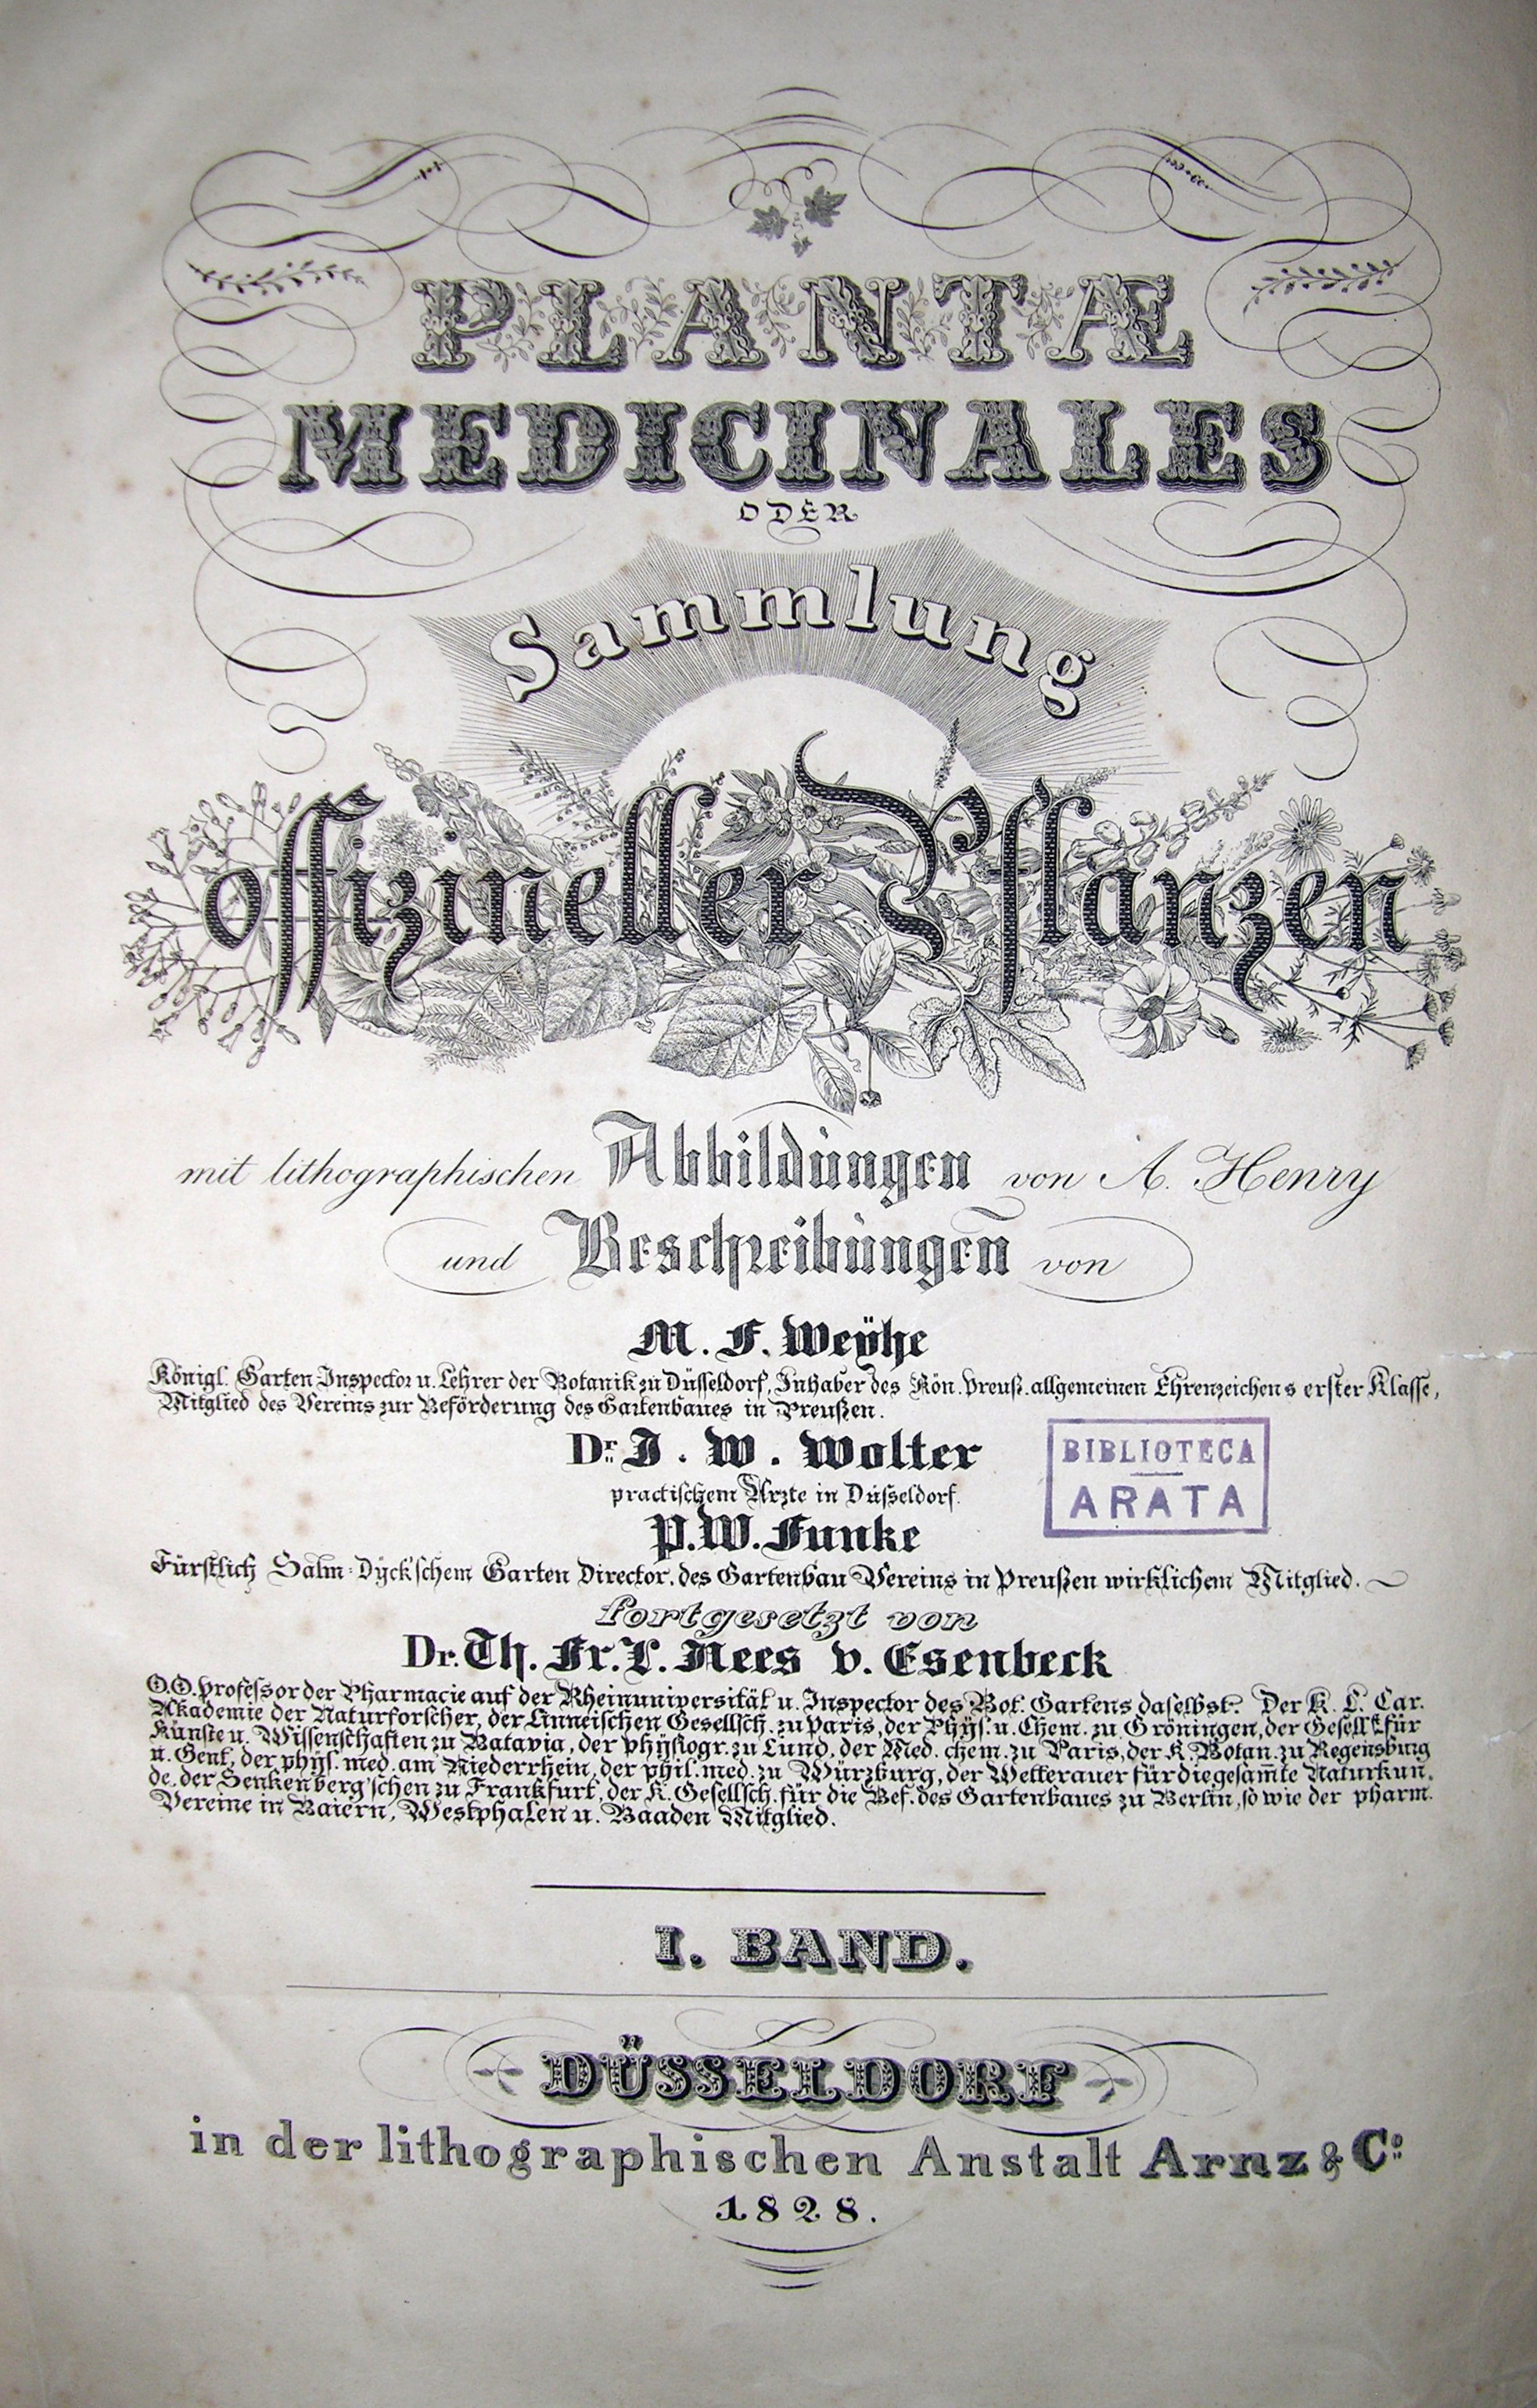 PLANTÆ
MEDICINALES
ODER
Sammlung
offizineller Pflanzen
mit lithographischen Abbildungen von A. Henry
und Beschreibungen von
M. F. Weÿhe
Königl. Garten-Inspector u. Lehrer der Botanik zu Düsseldorf, Inhaber des Kön. Preuß. allgemeinen Ehrenzeichens erster Klasse,
Mitglied des Vereins zur Beförderung des Gartenbaues in Preußen.
Dr. J. W. Wolter
practischem Arzte in Düsseldorf.
P. W. Funke
Fürstlich Salm-Dyck'schem Garten Director, des Gartenbau Vereins in Preußen wirklichem Mitglied.
fortgesetzt von
Dr. Th. Fr. L. Nees v. Esenbeck
O.O. Professor der Pharmacie auf der Rheinuniversität u. Inspector des Bot. Gartens daselbst. Der K. L. Car.
Akademie der Naturforscher, der Linneischen Gesellsch. zu Paris, der Phys. u. Chem. zu Gröningen, der Gesellsch. für
Künste u. Wissenschaften zu Batavia, der physiogr. zu Lund, der Med. chem. zu Paris, der K. Botan. zu Regensburg
u. Gent, der phys. med. am Niederrhein, der phil. med. zu Würzburg, der Wetterauer für die gesam̅te Naturkun.
de, der Senkenberg'schen zu Frankfurt, der K. Gesellsch. für die Bef. des Gartenbaues zu Berlin, so wie der pharm.
Vereine in Baiern, Westphalen u. Baaden Mitglied.
BIBLIOTECA
ARATA
I. BAND.
DÜSSELDORF
in der lithographischen Anstalt Arnz & Co.
1828.